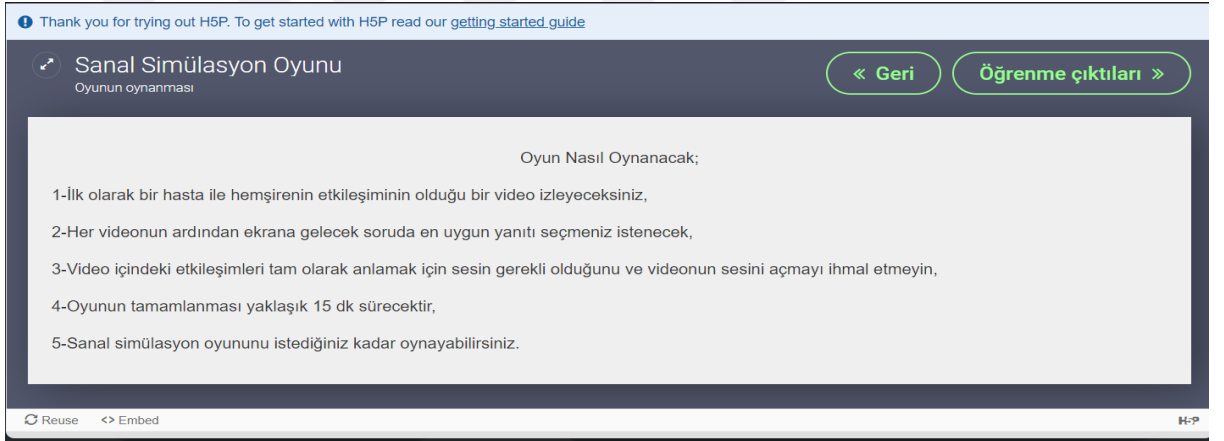 Thank you for trying out H5P. To get started with H5P read our getting started guide
Sanal Simülasyon Oyunu
Oyunun oynanması
« Geri
Öğrenme çıktıları »
Oyun Nasıl Oynanacak;
1-İlk olarak bir hasta ile hemşirenin etkileşiminin olduğu bir video izleyeceksiniz,
2-Her videonun ardından ekrana gelecek soruda en uygun yanıtı seçmeniz istenecek,
3-Video içindeki etkileşimleri tam olarak anlamak için sesin gerekli olduğunu ve videonun sesini açmayı ihmal etmeyin,
4-Oyunun tamamlanması yaklaşık 15 dk sürecektir,
5-Sanal simülasyon oyununu istediğiniz kadar oynayabilirsiniz.
Reuse
<> Embed
H5P